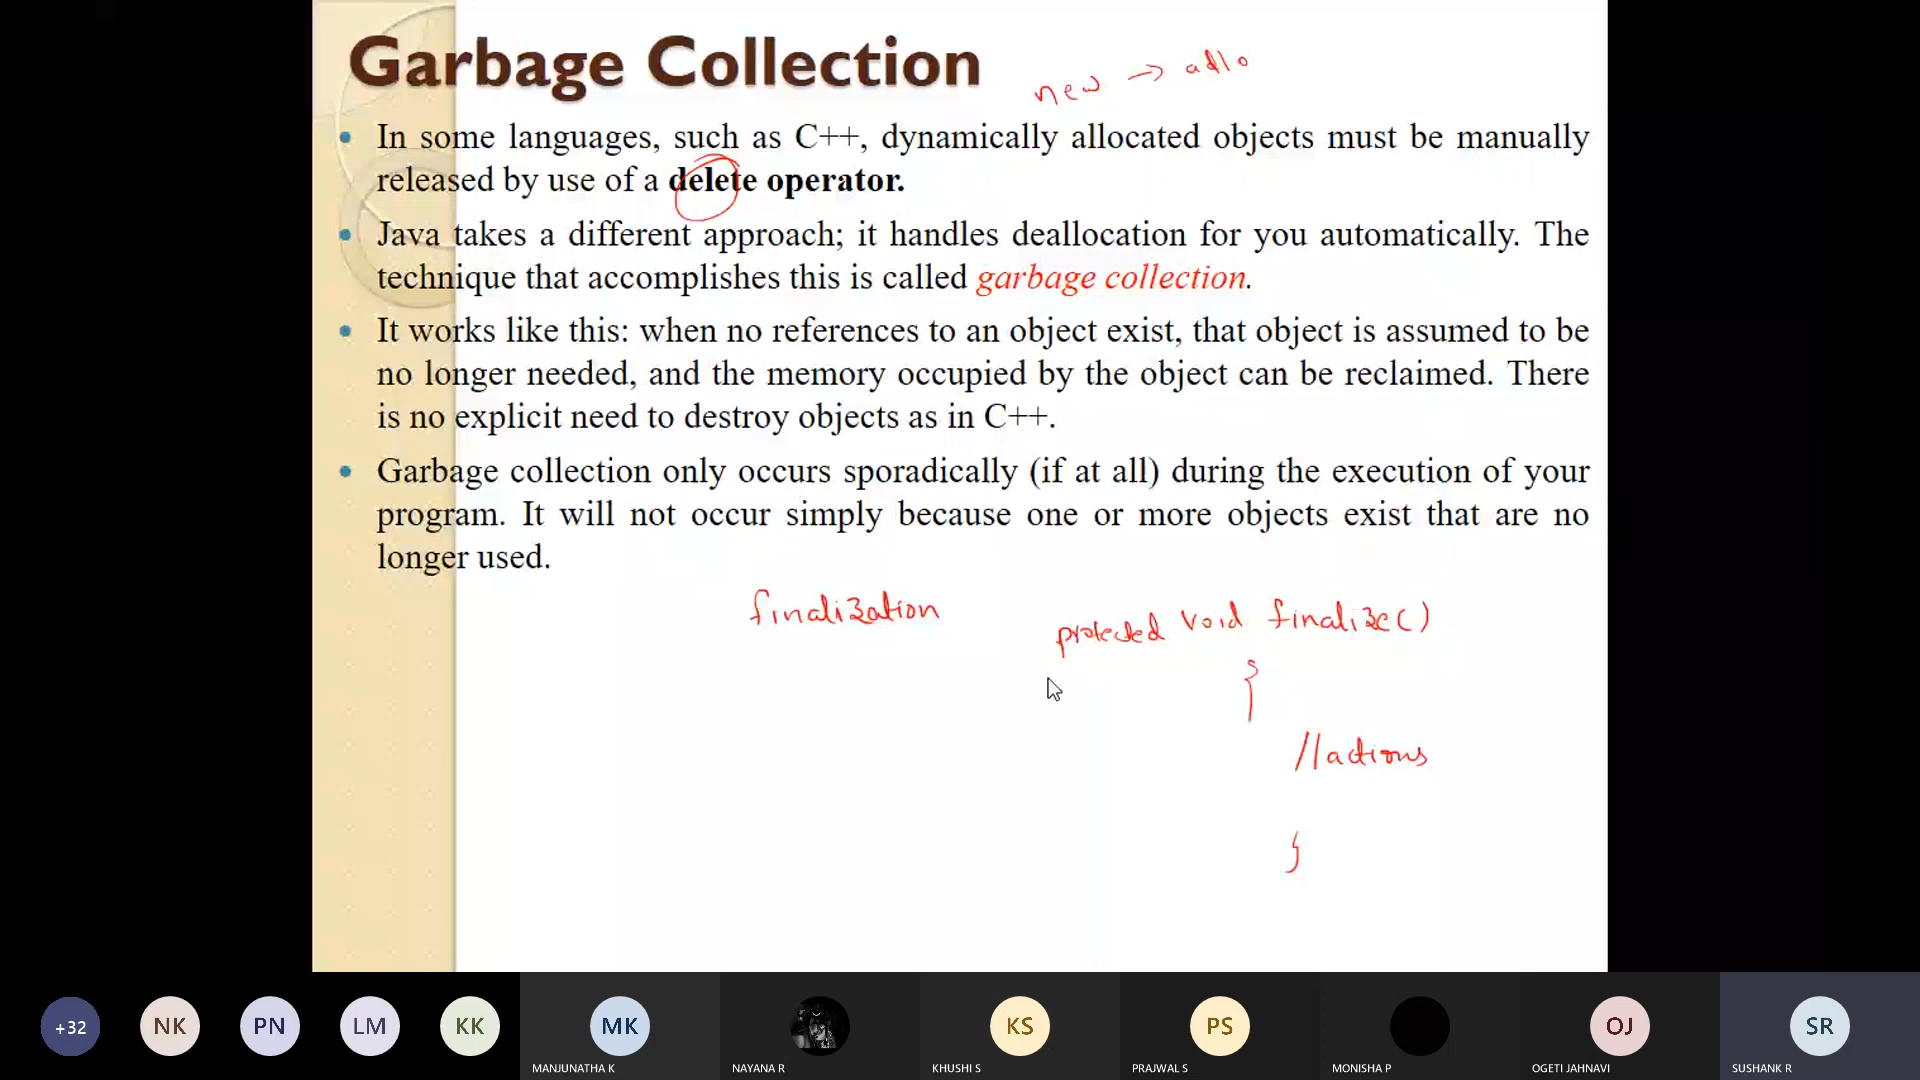 Garbage Collection
new → allo
• In some languages, such as C++, dynamically allocated objects must be manually
released by use of a delete operator.
• Java takes a different approach; it handles deallocation for you automatically. The
technique that accomplishes this is called garbage collection.
• It works like this: when no references to an object exist, that object is assumed to be
no longer needed, and the memory occupied by the object can be reclaimed. There
is no explicit need to destroy objects as in C++.
• Garbage collection only occurs sporadically (if at all) during the execution of your
program. It will not occur simply because one or more objects exist that are no
longer used.
finalization
protected void finalize()
{
//actions
}
+32 NK PN LM KK MK KS PS OJ SR
MANJUNATHA K NAYANA R KHUSHI S PRAJWAL S MONISHA P OGETI JAHNAVI SUSHANK R